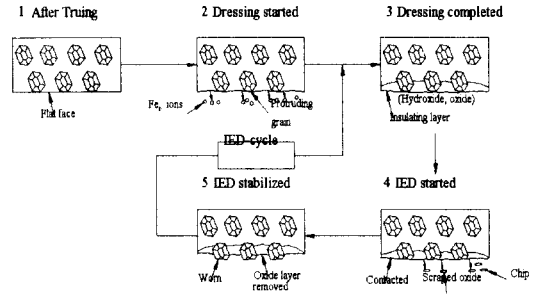 1 After Truing
2 Dressing started
3 Dressing completed
Flat face
Fe, ions
Protruding
grain
(Hydroxide, oxide)
Insulating layer
IED-cycle
5 IED stabilized
4 IED started
Worn
Oxide layer
removed
Contacted
Scraped oxide
Chip